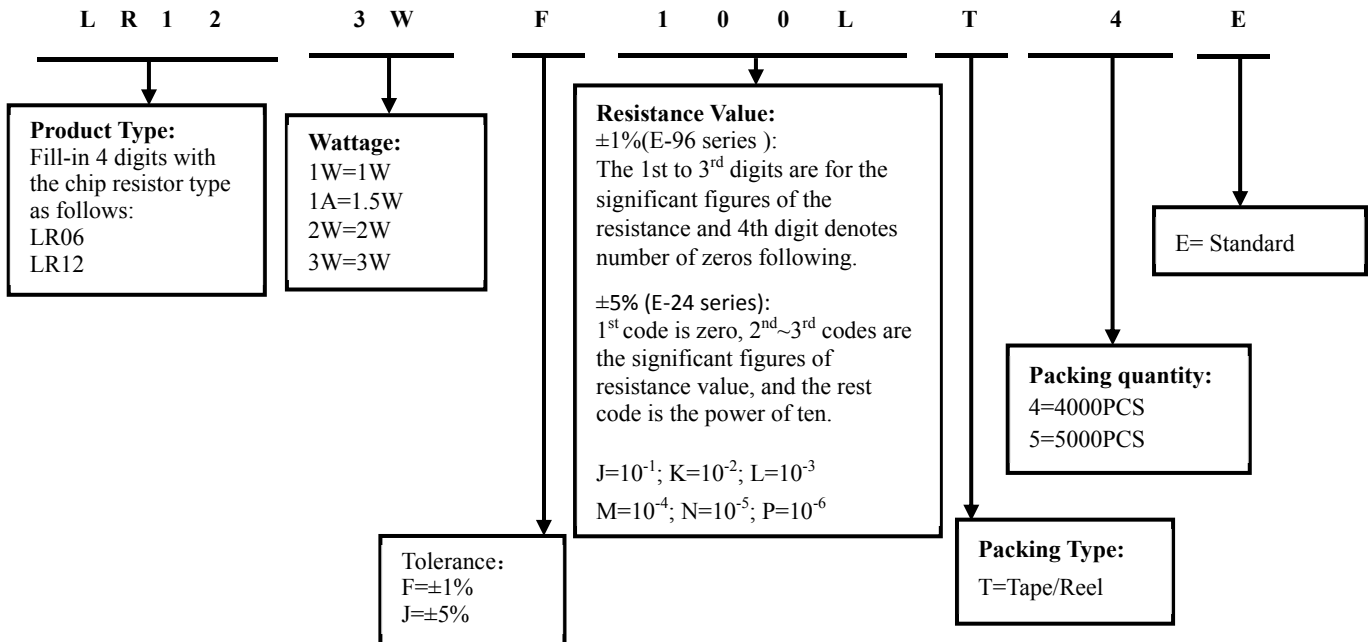 L R 1 2 3 W F 1 0 0 L T 4 E
Product Type:
Fill-in 4 digits with
the chip resistor type
as follows:
LR06
LR12
Wattage:
1W=1W
1A=1.5W
2W=2W
3W=3W
Tolerance：
F=±1%
J=±5%
Resistance Value:
±1%(E-96 series ):
The 1st to 3rd digits are for the
significant figures of the
resistance and 4th digit denotes
number of zeros following.
±5% (E-24 series):
1st code is zero, 2nd~3rd codes are
the significant figures of
resistance value, and the rest
code is the power of ten.
J=10-1; K=10-2; L=10-3
M=10-4; N=10-5; P=10-6
Packing Type:
T=Tape/Reel
Packing quantity:
4=4000PCS
5=5000PCS
E= Standard